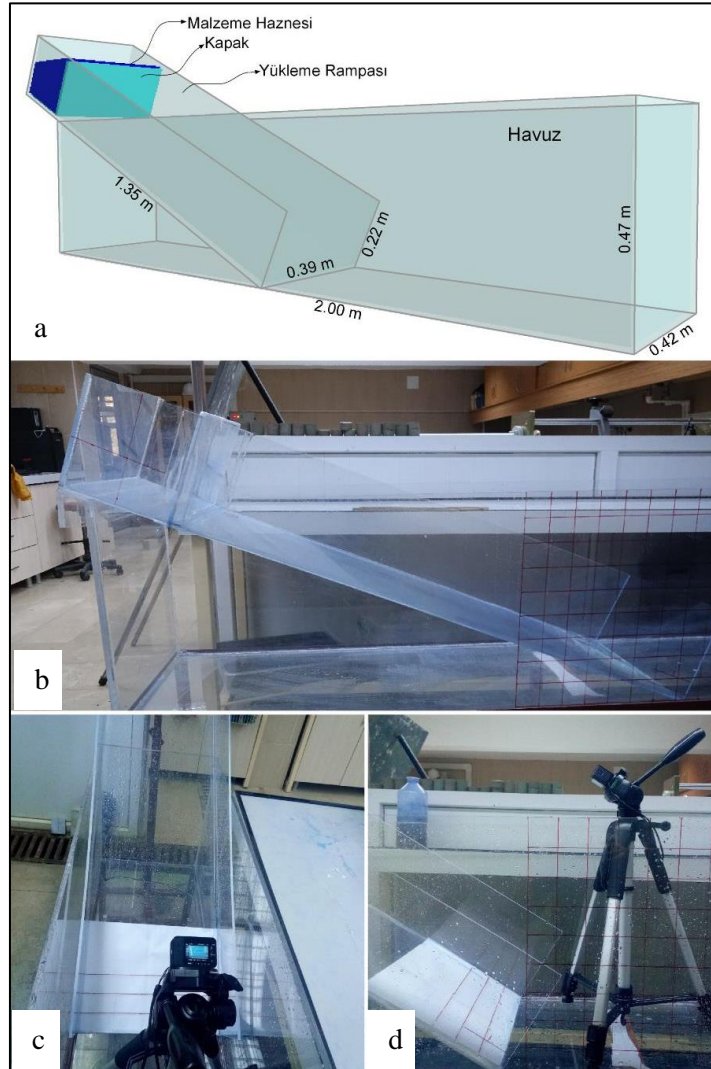 Malzeme Haznesi
Kapak
Yükleme Rampası
Havuz
1.35 m
0.22 m
0.47 m
0.39 m
2.00 m
0.42 m
a
b
c
d